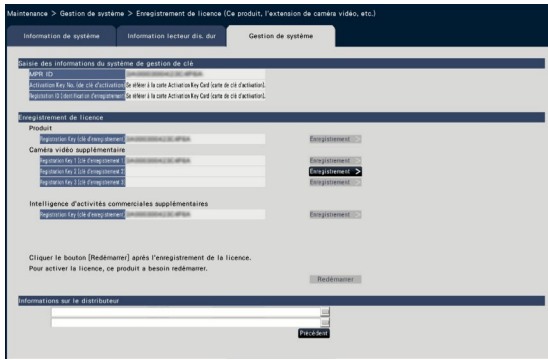 Maintenance > Gestion de système > Enregistrement de licence (Ce produit, l'extension de caméra vidéo, etc.)
Information de système Information lecteur dis. dur Gestion de système
Saisie des informations du système de gestion de clé
MPR ID
Activation Key No. (de clé d'activation) Se référer à la carte Activation Key Card (carte de clé d'activation).
Registration ID (identification d'enregistrement) Se référer à la carte Activation Key Card (carte de clé d'activation).
Enregistrement de licence
Produit
Registration Key (clé d'enregistrement) Enregistrement >
Caméra vidéo supplémentaire
Registration Key 1 (clé d'enregistrement 1) Enregistrement >
Registration Key 2 (clé d'enregistrement 2) Enregistrement >
Registration Key 3 (clé d'enregistrement 3) Enregistrement >
Intelligence d'activités commerciales supplémentaires
Registration Key (clé d'enregistrement) Enregistrement >
Cliquer le bouton [Redémarrer] après l'enregistrement de la licence.
Pour activer la licence, ce produit a besoin redémarrer.
Redémarrer
Informations sur le distributeur
Précédent